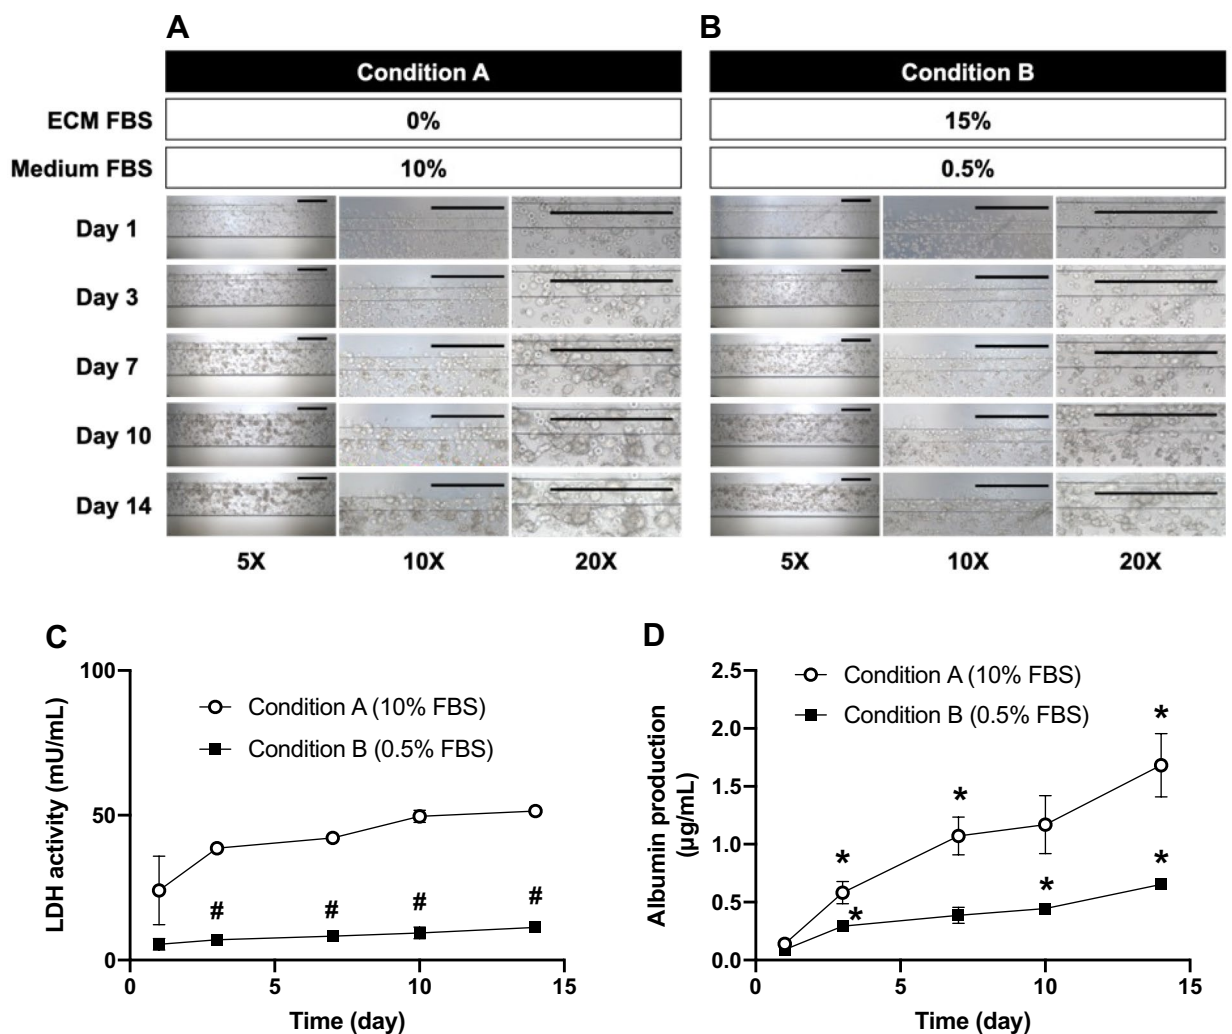 A
B
Condition A
Condition B
ECM FBS
0%
15%
Medium FBS
10%
0.5%
Day 1
Day 3
Day 7
Day 10
Day 14
5X
10X
20X
5X
10X
20X
C
LDH activity (mU/mL)
100
50
0
Condition A (10% FBS)
Condition B (0.5% FBS)
#
#
#
#
0
5
10
15
Time (day)
D
Albumin production
(μg/mL)
2.5
2.0
1.5
1.0
0.5
0.0
Condition A (10% FBS)
Condition B (0.5% FBS)
*
*
*
*
*
*
0
5
10
15
Time (day)